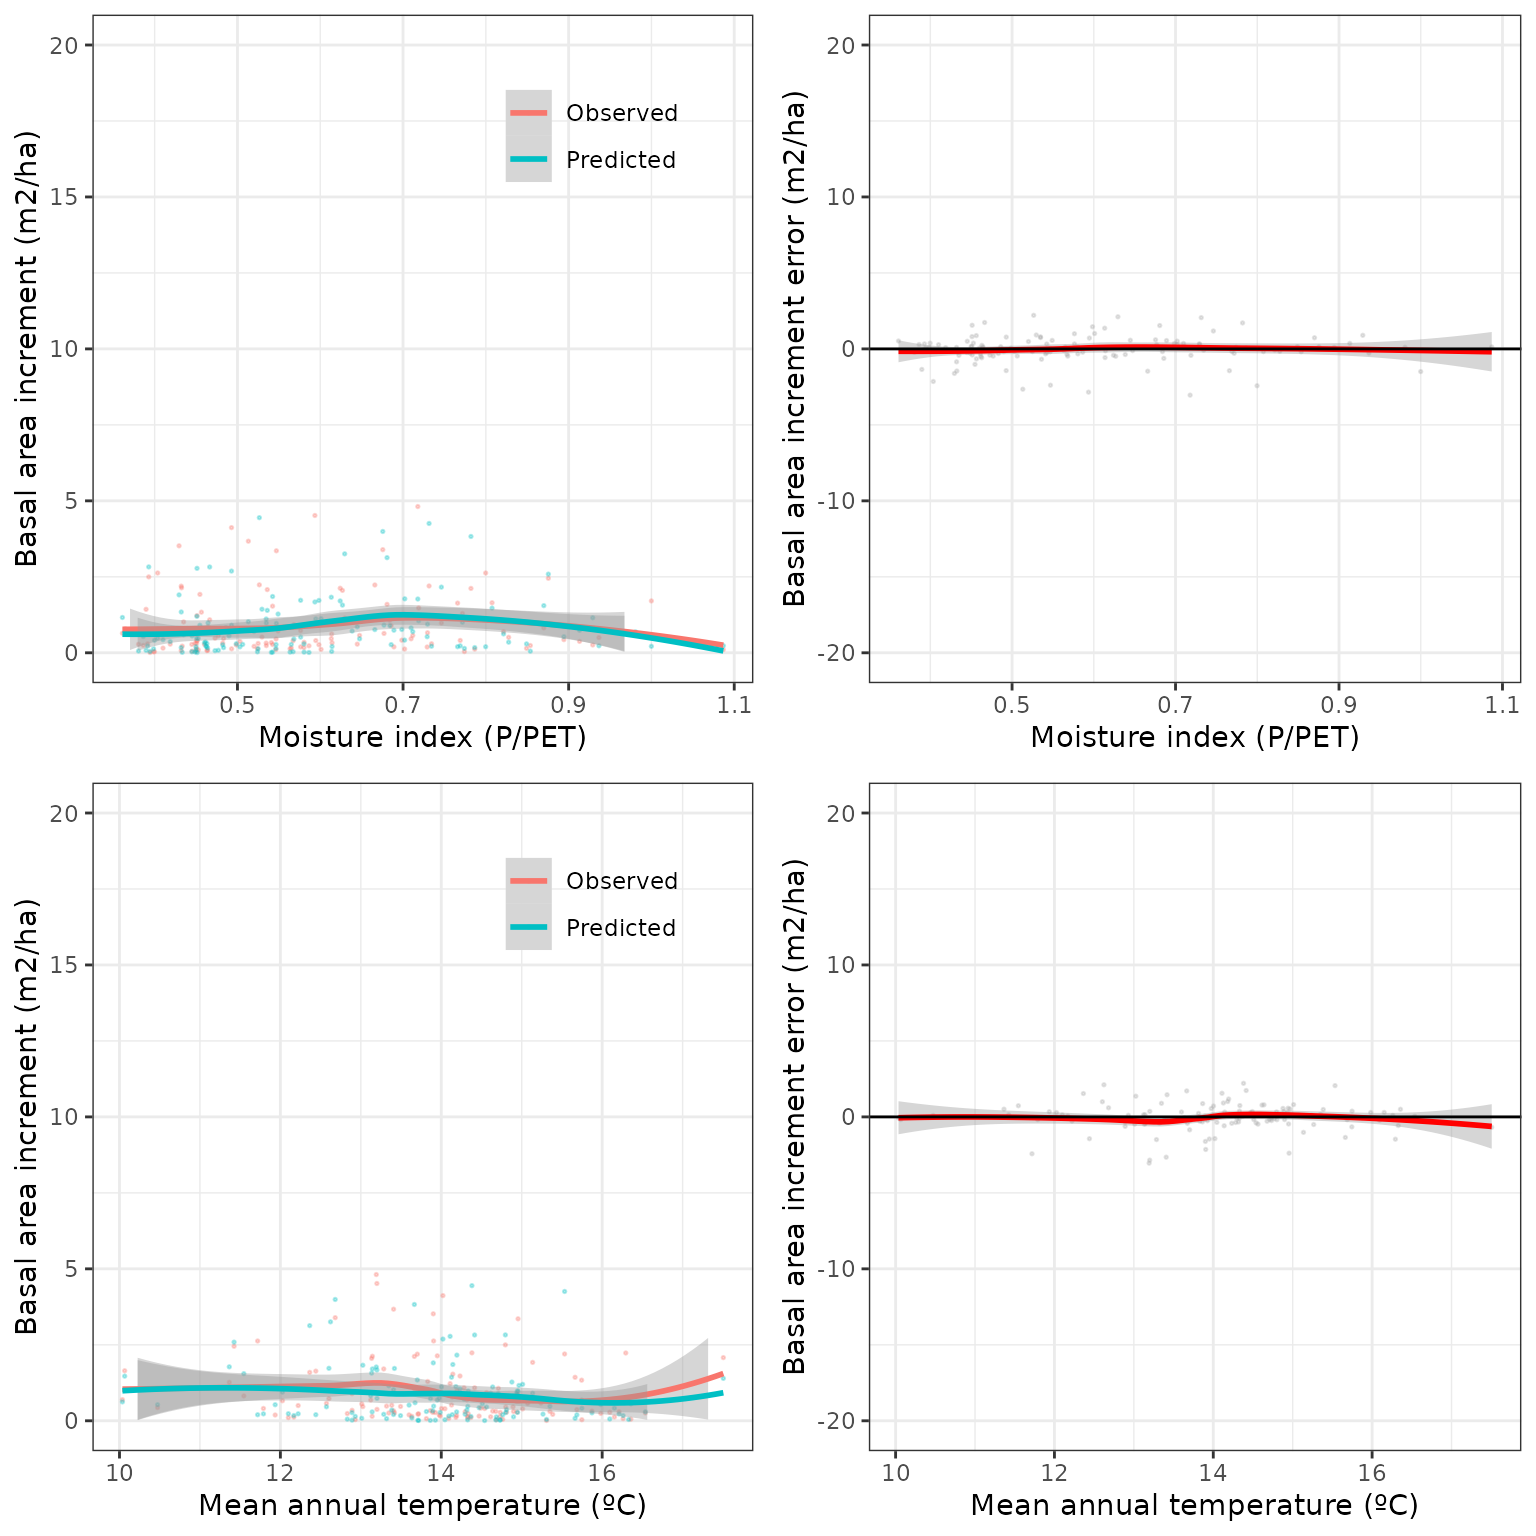 Basal area increment (m2/ha)
20
15
10
5
0
Observed
Predicted
0.5 0.7 0.9 1.1
Moisture index (P/PET)
Basal area increment error (m2/ha)
20
10
0
-10
-20
0.5 0.7 0.9 1.1
Moisture index (P/PET)
Basal area increment (m2/ha)
20
15
10
5
0
Observed
Predicted
10 12 14 16
Mean annual temperature (ºC)
Basal area increment error (m2/ha)
20
10
0
-10
-20
10 12 14 16
Mean annual temperature (ºC)